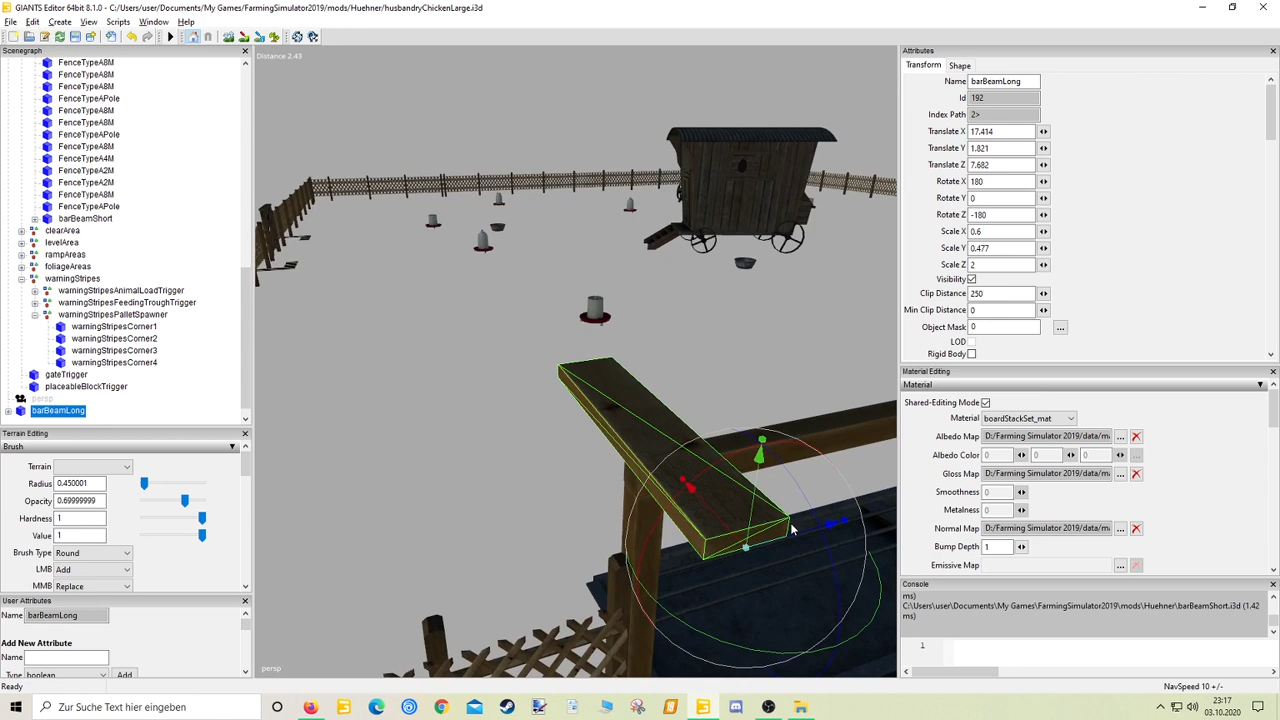 GIANTS Editor 64bit 8.1.0 - C:/Users/user/Documents/My Games/FarmingSimulator2019/mods/Huehner/husbandryChickenLarge.i3d
File Edit Create View Scripts Window Help
Scenegraph
FenceTypeA8M
FenceTypeA8M
FenceTypeA8M
FenceTypeAPole
FenceTypeA8M
FenceTypeA8M
FenceTypeAPole
FenceTypeA8M
FenceTypeA4M
FenceTypeA2M
FenceTypeA2M
FenceTypeA8M
FenceTypeAPole
barBeamShort
clearArea
levelArea
rampAreas
foliageAreas
warningStripes
warningStripesAnimalLoadTrigger
warningStripesFeedingTroughTrigger
warningStripesPalletSpawner
warningStripesCorner1
warningStripesCorner2
warningStripesCorner3
warningStripesCorner4
gateTrigger
placeableBlockTrigger
persp
barBeamLong
Terrain Editing
Brush
Terrain
Radius 0.450001
Opacity 0.69999999
Hardness 1
Value 1
Brush Type Round
LMB Add
MMB Replace
User Attributes
Name barBeamLong
Add New Attribute
Name
Type boolean Add
Ready
Distance 2.43
persp
Attributes
Transform Shape
Name barBeamLong
Id 192
Index Path 2>
Translate X 17.414
Translate Y 1.821
Translate Z 7.682
Rotate X 180
Rotate Y 0
Rotate Z -180
Scale X 0.6
Scale Y 0.477
Scale Z 2
Visibility
Clip Distance 250
Min Clip Distance 0
Object Mask 0 ...
LOD
Rigid Body
Material Editing
Material
Shared-Editing Mode
Material boardStackSet_mat
Albedo Map D:/Farming Simulator 2019/data/m ...
Albedo Color 0 0 0 ...
Gloss Map D:/Farming Simulator 2019/data/m ...
Smoothness 0
Metalness 0
Normal Map D:/Farming Simulator 2019/data/m ...
Bump Depth 1
Emissive Map ...
Console
ms)
C:\Users\user\Documents\My Games\FarmingSimulator2019\mods\Huehner\barBeamShort.i3d (1.42
ms)
1
NavSpeed 10 +/-
Zur Suche Text hier eingeben
23:17
03.10.2020